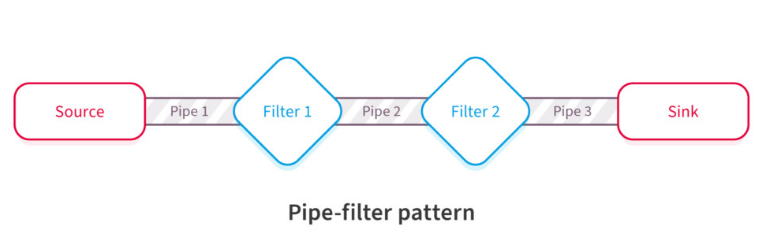 Source
Pipe 1
Filter 1
Pipe 2
Filter 2
Pipe 3
Sink
Pipe-filter pattern